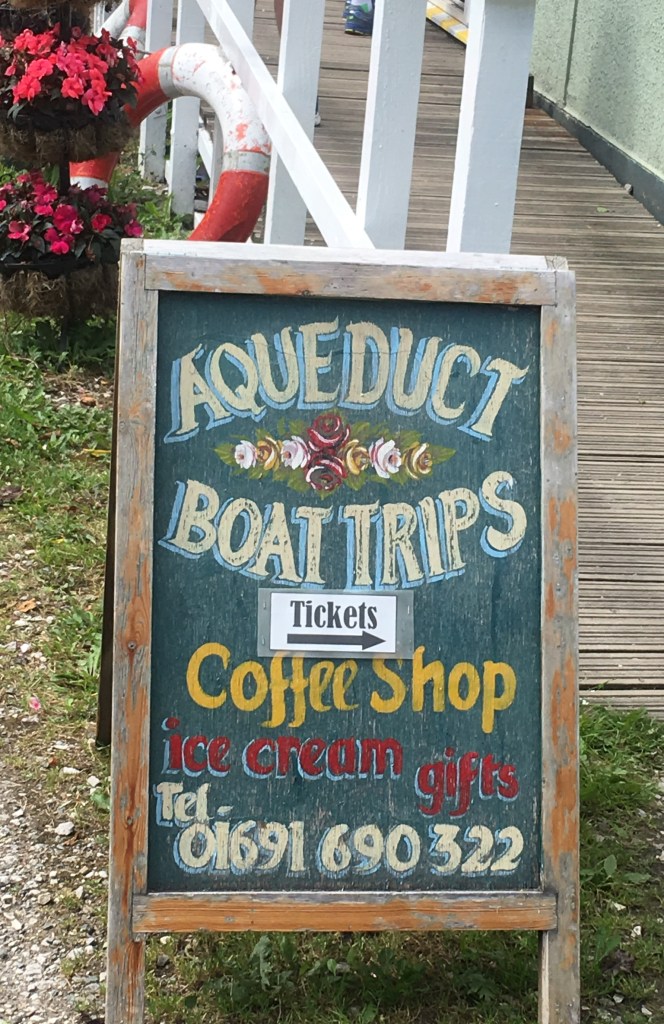 AQUEDUCT
BOAT TRIPS
Tickets
Coffee Shop
ice cream gifts
Tel.
01691 690 322